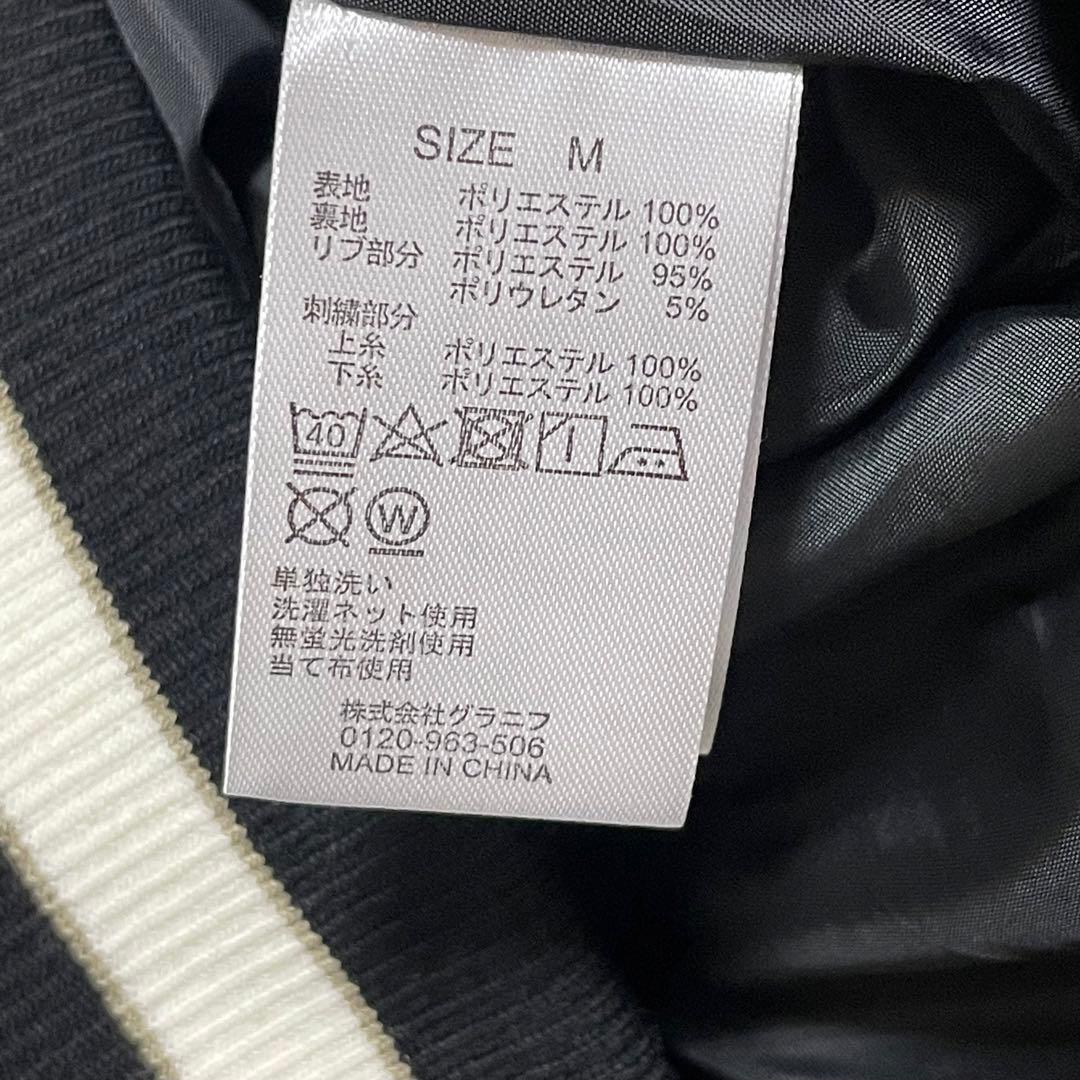 SIZE M
表地 ポリエステル 100%
裏地 ポリエステル 100%
リブ部分 ポリエステル 95%
ポリウレタン 5%
刺繍部分
上糸 ポリエステル 100%
下糸 ポリエステル 100%
40
W
単独洗い
洗濯ネット使用
無蛍光洗剤使用
当て布使用
株式会社グラニフ
0120-963-506
MADE IN CHINA